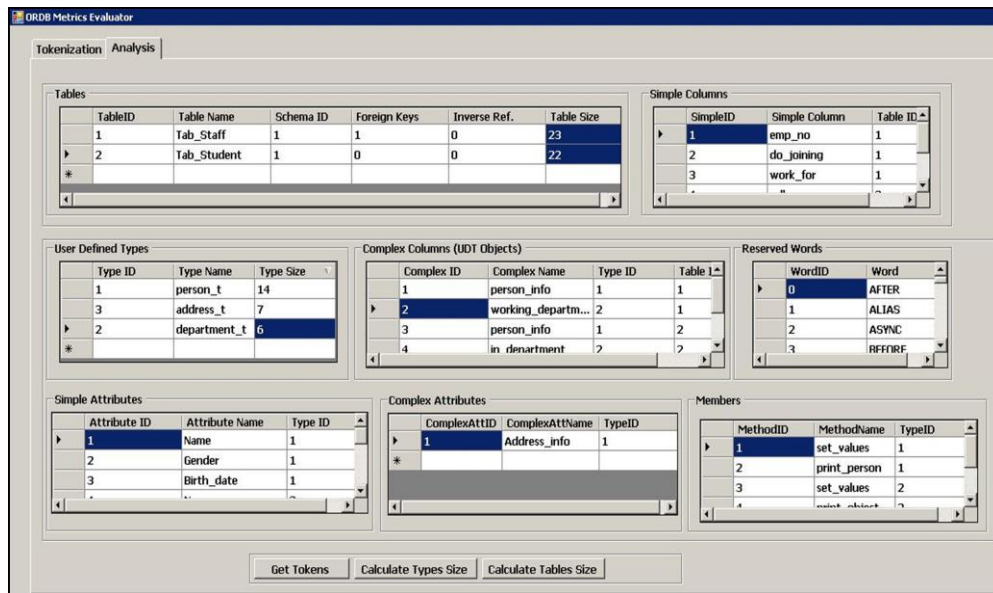 ORDB Metrics Evaluator
Tokenization Analysis
Tables
TableID Table Name Schema ID Foreign Keys Inverse Ref. Table Size
1 Tab_Staff 1 1 0 23
2 Tab_Student 1 0 0 22
Simple Columns
SimpleID Simple Column Table ID
1 emp_no 1
2 do_joining 1
3 work_for 1
User Defined Types
Type ID Type Name Type Size
1 person_t 14
3 address_t 7
2 department_t 6
Complex Columns (UDT Objects)
Complex ID Complex Name Type ID Table I
1 person_info 1 1
2 working_departm... 2 1
3 person_info 1 2
4 in_department 2 2
Reserved Words
WordID Word
0 AFTER
1 ALIAS
2 ASYNC
3 BEFORE
Simple Attributes
Attribute ID Attribute Name Type ID
1 Name 1
2 Gender 1
3 Birth_date 1
Complex Attributes
ComplexAttID ComplexAttName TypeID
1 Address_info 1
Members
MethodID MethodName TypeID
1 set_values 1
2 print_person 1
3 set_values 2
4 print_object 2
Get Tokens Calculate Types Size Calculate Tables Size